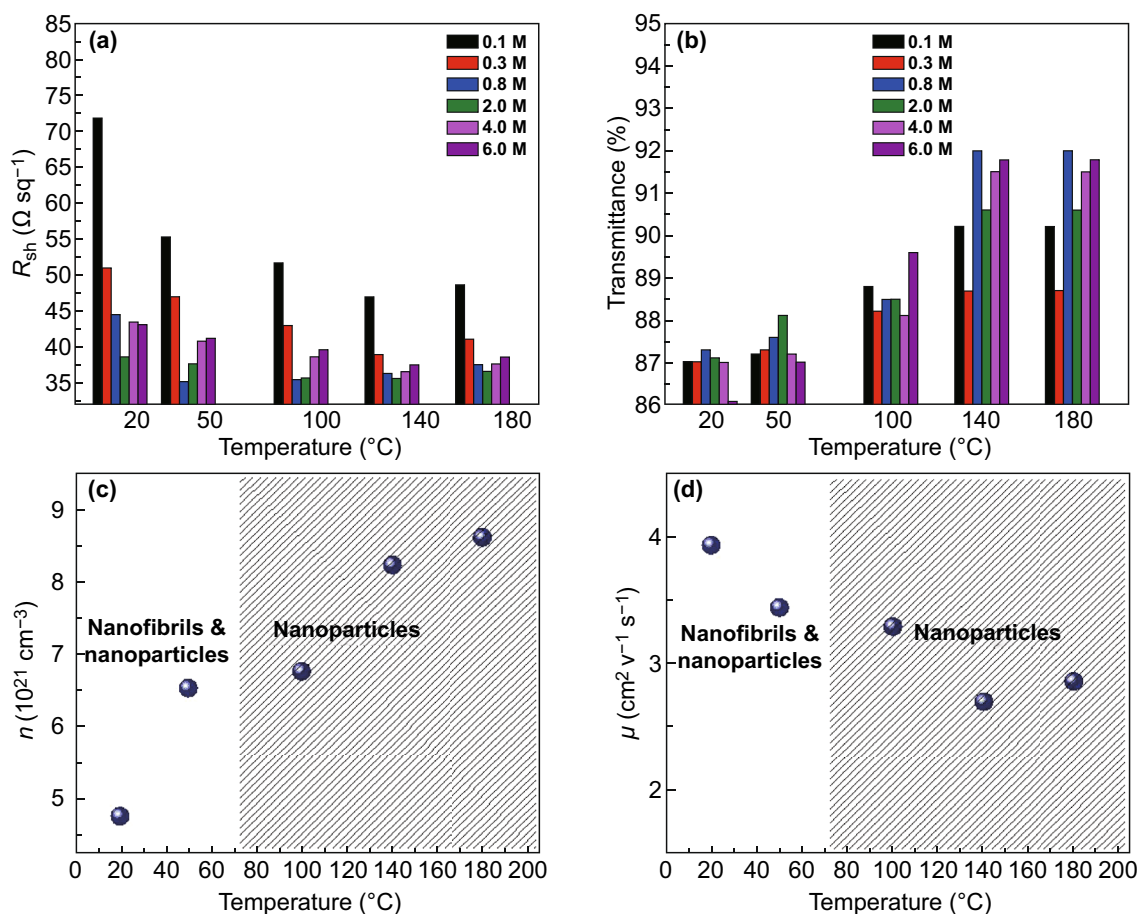 (a)
85
80
75
70
65
60
55
50
45
40
35
R_sh (Ω sq⁻¹)
0.1 M
0.3 M
0.8 M
2.0 M
4.0 M
6.0 M
20 50 100 140 180
Temperature (°C)
(b)
95
94
93
92
91
90
89
88
87
86
Transmittance (%)
0.1 M
0.3 M
0.8 M
2.0 M
4.0 M
6.0 M
20 50 100 140 180
Temperature (°C)
(c)
9
8
7
6
5
n (10²¹ cm⁻³)
Nanofibrils &
nanoparticles
Nanoparticles
0 20 40 60 80 100 120 140 160 180 200
Temperature (°C)
(d)
4
3
2
μ (cm² v⁻¹ s⁻¹)
Nanofibrils &
nanoparticles
Nanoparticles
0 20 40 60 80 100 120 140 160 180 200
Temperature (°C)